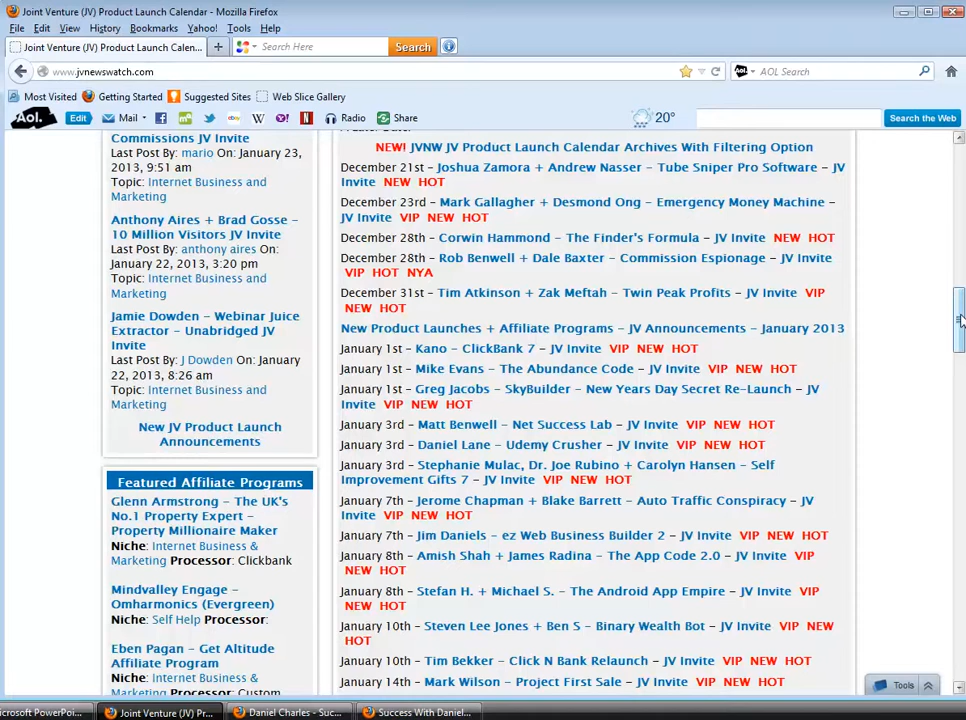 Joint Venture (JV) Product Launch Calendar - Mozilla Firefox
File Edit View History Bookmarks Yahoo! Tools Help
Joint Venture (JV) Product Launch Calen... + Search Here Search
www.jvnewswatch.com AOL Search
Most Visited Getting Started Suggested Sites Web Slice Gallery
Aol. Edit Mail Radio Share 20° Search the Web
Commissions JV Invite
Last Post By: mario On: January 23,
9:51 am
Topic: Internet Business and
Marketing
Anthony Aires + Brad Gosse –
10 Million Visitors JV Invite
Last Post By: anthony aires On:
January 22, 2013, 3:20 pm
Topic: Internet Business and
Marketing
Jamie Dowden – Webinar Juice
Extractor – Unabridged JV
Invite
Last Post By: J Dowden On: January
22, 2013, 8:26 am
Topic: Internet Business and
Marketing
New JV Product Launch
Announcements
Featured Affiliate Programs
Glenn Armstrong – The UK's
No.1 Property Expert –
Property Millionaire Maker
Niche: Internet Business &
Marketing Processor: Clickbank
Mindvalley Engage –
Omharmonics (Evergreen)
Niche: Self Help Processor:
Eben Pagan – Get Altitude
Affiliate Program
Niche: Internet Business &
Marketing Processor: Custom
NEW! JVNW JV Product Launch Calendar Archives With Filtering Option
December 21st – Joshua Zamora + Andrew Nasser – Tube Sniper Pro Software – JV
Invite NEW HOT
December 23rd – Mark Gallagher + Desmond Ong – Emergency Money Machine –
JV Invite VIP NEW HOT
December 28th – Corwin Hammond – The Finder's Formula – JV Invite NEW HOT
December 28th – Rob Benwell + Dale Baxter – Commission Espionage – JV Invite
VIP HOT NYA
December 31st – Tim Atkinson + Zak Meftah – Twin Peak Profits – JV Invite VIP
NEW HOT
New Product Launches + Affiliate Programs – JV Announcements – January 2013
January 1st – Kano – ClickBank 7 – JV Invite VIP NEW HOT
January 1st – Mike Evans – The Abundance Code – JV Invite VIP NEW HOT
January 1st – Greg Jacobs – SkyBuilder – New Years Day Secret Re-Launch – JV
Invite VIP NEW HOT
January 3rd – Matt Benwell – Net Success Lab – JV Invite VIP NEW HOT
January 3rd – Daniel Lane – Udemy Crusher – JV Invite VIP NEW HOT
January 3rd – Stephanie Mulac, Dr. Joe Rubino + Carolyn Hansen – Self
Improvement Gifts 7 – JV Invite VIP NEW HOT
January 7th – Jerome Chapman + Blake Barrett – Auto Traffic Conspiracy – JV
Invite VIP NEW HOT
January 7th – Jim Daniels – ez Web Business Builder 2 – JV Invite VIP NEW HOT
January 8th – Amish Shah + James Radina – The App Code 2.0 – JV Invite VIP
NEW HOT
January 8th – Stefan H. + Michael S. – The Android App Empire – JV Invite VIP
NEW HOT
January 10th – Steven Lee Jones + Ben S – Binary Wealth Bot – JV Invite VIP NEW
HOT
January 10th – Tim Bekker – Click N Bank Relaunch – JV Invite VIP NEW HOT
January 14th – Mark Wilson – Project First Sale – JV Invite VIP NEW HOT
Tools
icrosoft PowerPoi... Joint Venture (JV) Pr... Daniel Charles - Suc... Success With Daniel...